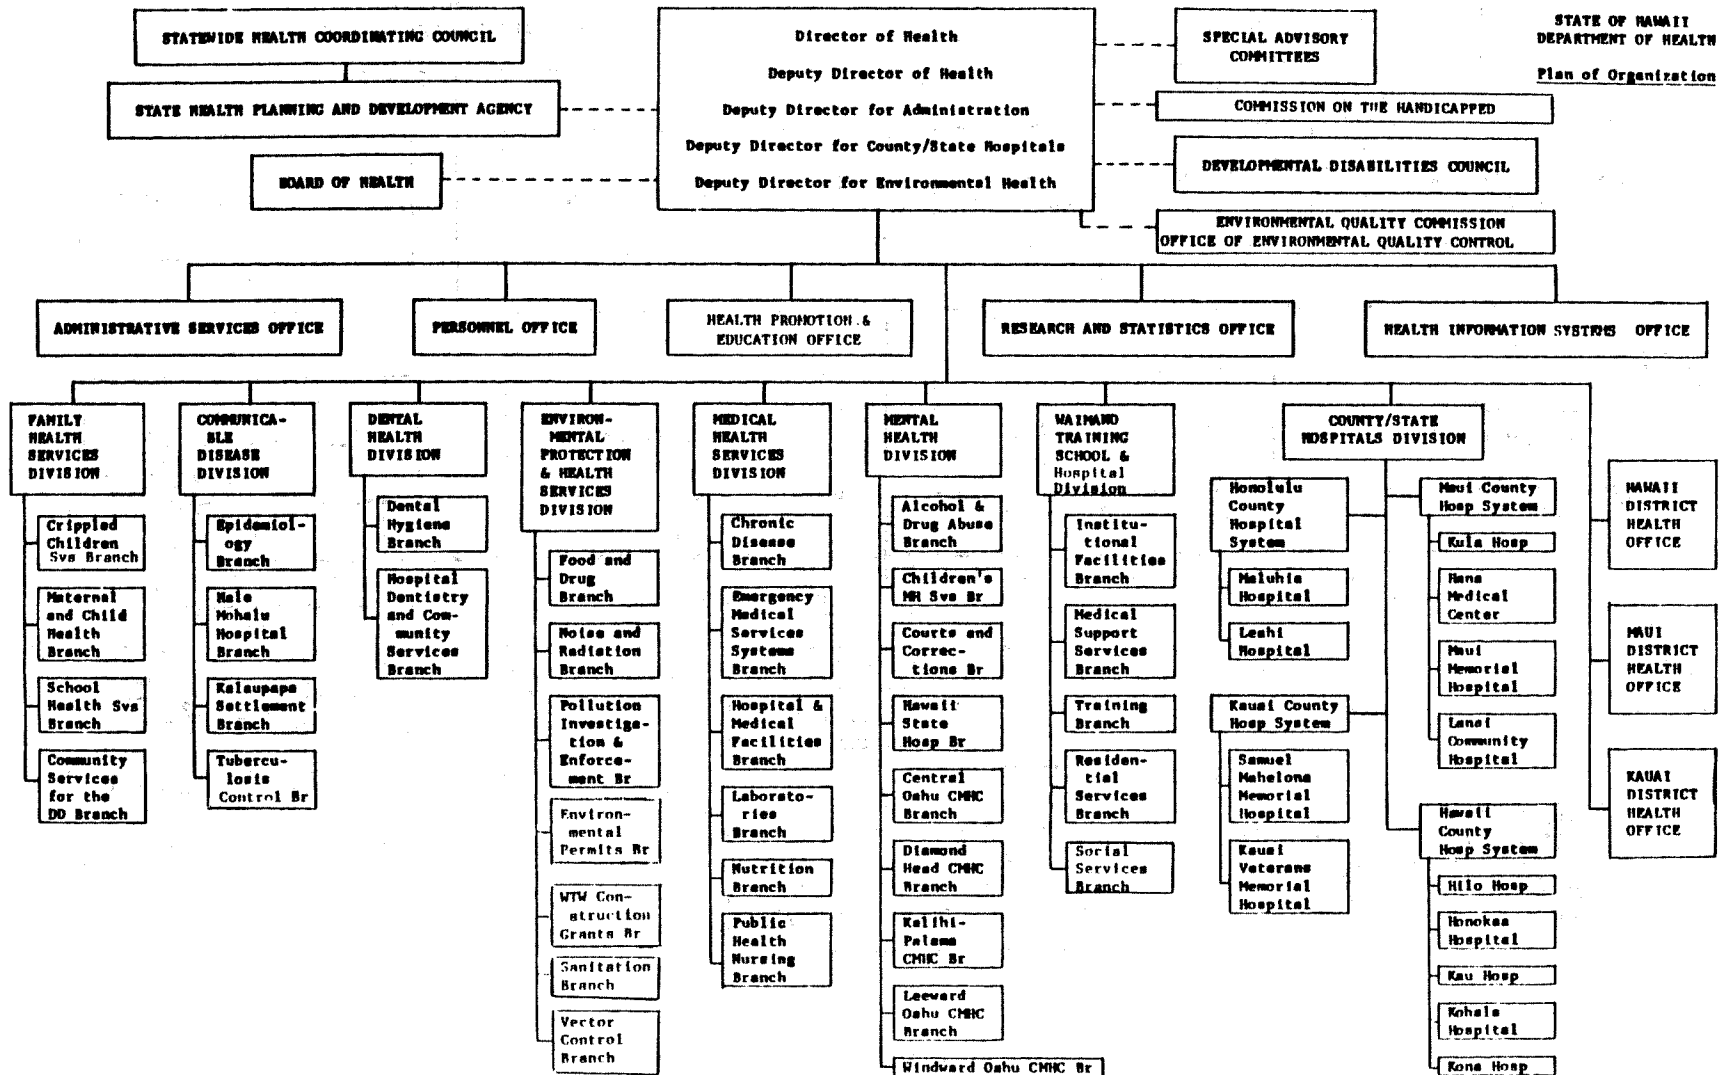 STATE OF HAWAII
DEPARTMENT OF HEALTH
Plan of Organization
STATEWIDE HEALTH COORDINATING COUNCIL
STATE HEALTH PLANNING AND DEVELOPMENT AGENCY
BOARD OF HEALTH
Director of Health
Deputy Director of Health
Deputy Director for Administration
Deputy Director for County/State Hospitals
Deputy Director for Environmental Health
SPECIAL ADVISORY
COMMITTEES
COMMISSION ON THE HANDICAPPED
DEVELOPMENTAL DISABILITIES COUNCIL
ENVIRONMENTAL QUALITY COMMISSION
OFFICE OF ENVIRONMENTAL QUALITY CONTROL
ADMINISTRATIVE SERVICES OFFICE
PERSONNEL OFFICE
HEALTH PROMOTION &
EDUCATION OFFICE
RESEARCH AND STATISTICS OFFICE
HEALTH INFORMATION SYSTEMS OFFICE
FAMILY
HEALTH
SERVICES
DIVISION
Crippled
Children
Svs Branch
Maternal
and Child
Health
Branch
School
Health Svs
Branch
Community
Services
for the
DD Branch
COMMUNICA-
BLE
DISEASE
DIVISION
Epidemiol-
ogy
Branch
Hale
Mohalu
Hospital
Branch
Kalaupapa
Settlement
Branch
Tubercu-
losis
Control Br
DENTAL
HEALTH
DIVISION
Dental
Hygiene
Branch
Hospital
Dentistry
and Com-
munity
Services
Branch
ENVIRON-
MENTAL
PROTECTION
& HEALTH
SERVICES
DIVISION
Food and
Drug
Branch
Noise and
Radiation
Branch
Pollution
Investiga-
tion &
Enforce-
ment Br
Environ-
mental
Permits Br
WTW Con-
struction
Grants Br
Sanitation
Branch
Vector
Control
Branch
MEDICAL
HEALTH
SERVICES
DIVISION
Chronic
Disease
Branch
Emergency
Medical
Services
Systems
Branch
Hospital &
Medical
Facilities
Branch
Laborato-
ries
Branch
Nutrition
Branch
Public
Health
Nursing
Branch
MENTAL
HEALTH
DIVISION
Alcohol &
Drug Abuse
Branch
Children's
MH Svs Br
Courts and
Correc-
tions Br
Hawaii
State
Hosp Br
Central
Oahu CMHC
Branch
Diamond
Head CMHC
Branch
Kalihi-
Palama
CMHC Br
Leeward
Oahu CMHC
Branch
Windward Oahu CMHC Br
WAIMANO
TRAINING
SCHOOL &
Hospital
Division
Institu-
tional
Facilities
Branch
Medical
Support
Services
Branch
Training
Branch
Residen-
tial
Services
Branch
Social
Services
Branch
COUNTY/STATE
HOSPITALS DIVISION
Honolulu
County
Hospital
System
Maluhia
Hospital
Leahi
Hospital
Kauai County
Hosp System
Samuel
Mahelona
Memorial
Hospital
Kauai
Veterans
Memorial
Hospital
Maui County
Hosp System
Kula Hosp
Hana
Medical
Center
Maui
Memorial
Hospital
Lanai
Community
Hospital
Hawaii
County
Hosp System
Hilo Hosp
Honokaa
Hospital
Kau Hosp
Kohala
Hospital
Kona Hosp
HAWAII
DISTRICT
HEALTH
OFFICE
MAUI
DISTRICT
HEALTH
OFFICE
KAUAI
DISTRICT
HEALTH
OFFICE